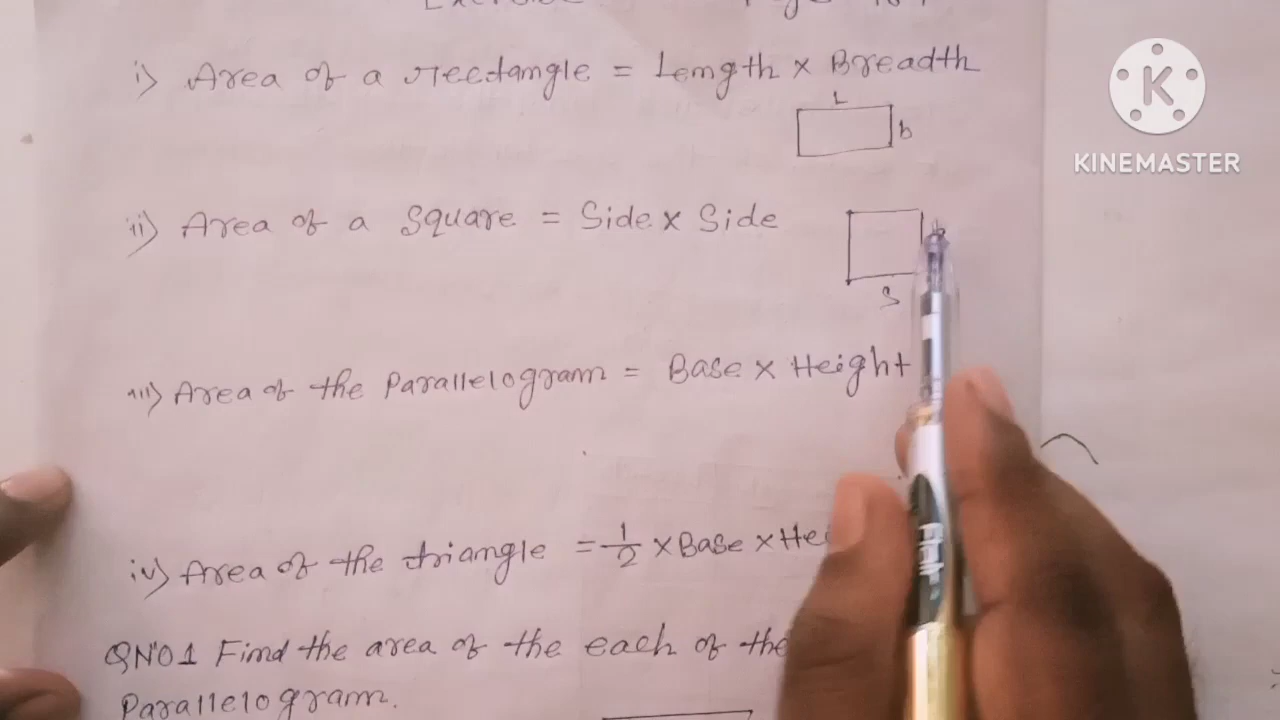 i) Area of a rectangle = Length × Breadth
L
b
ii) Area of a Square = Side × Side
S
iii) Area of the Parallelogram = Base × Height
iv) Area of the triangle = 1/2 × Base × Hei
QNO1 Find the area of the each of the
Parallelogram.
K
KINEMASTER